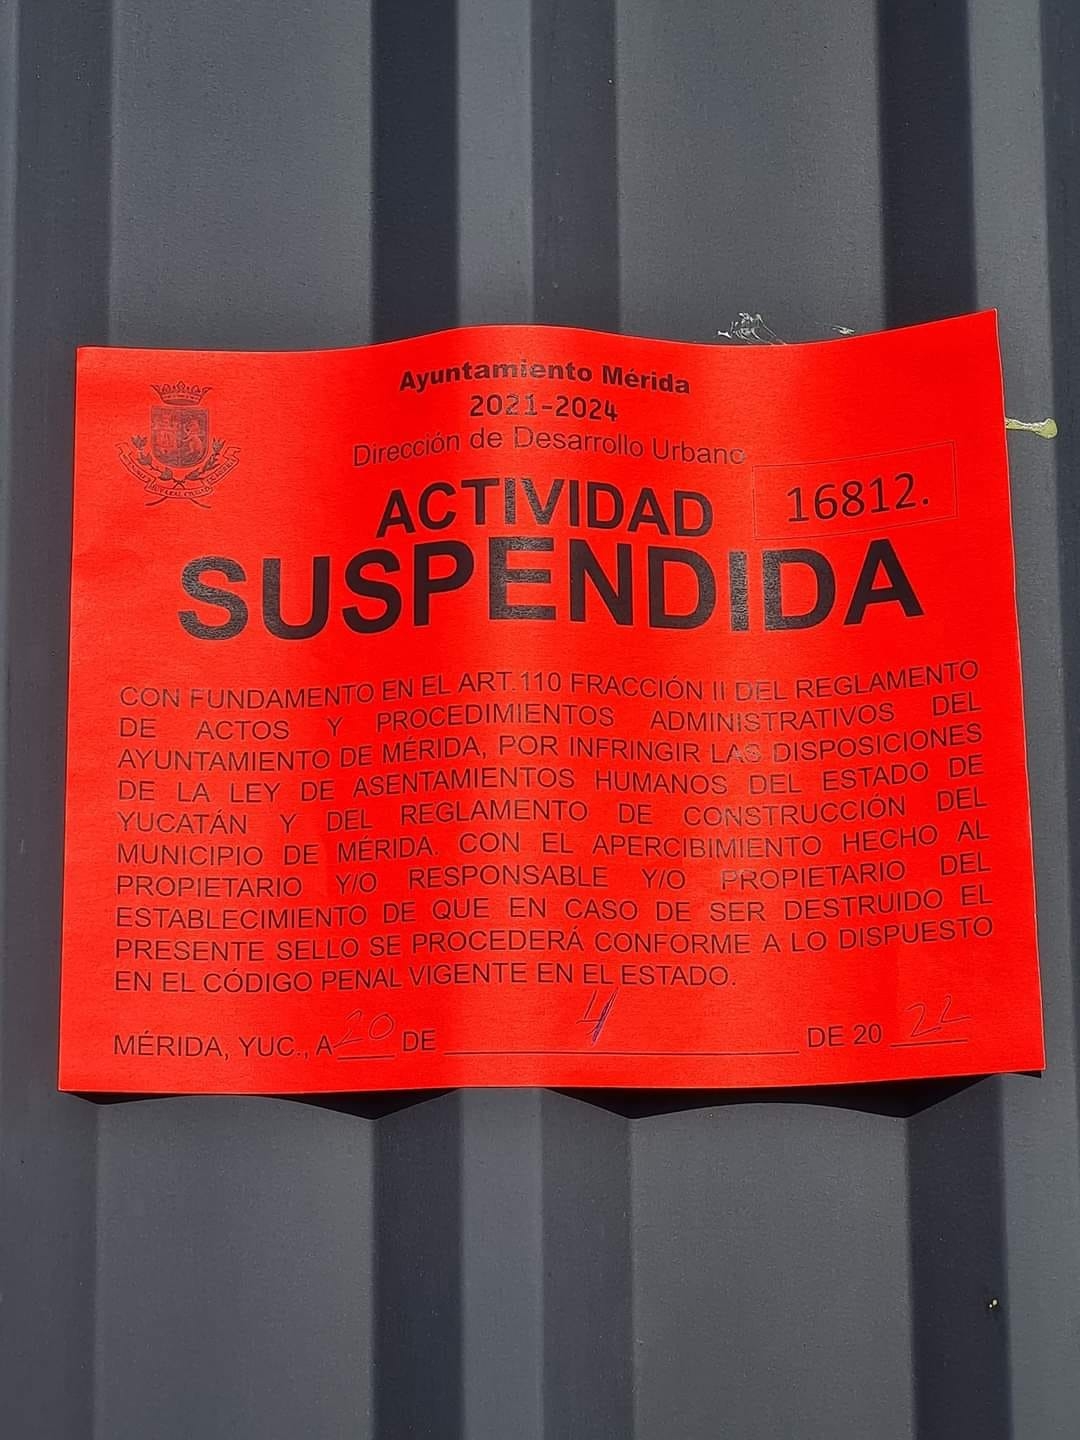 Ayuntamiento Mérida
2021-2024
Dirección de Desarrollo Urbano
ACTIVIDAD
16812.
SUSPENDIDA
CON FUNDAMENTO EN EL ART.110 FRACCIÓN II DEL REGLAMENTO
DE ACTOS Y PROCEDIMIENTOS ADMINISTRATIVOS DEL
AYUNTAMIENTO DE MÉRIDA, POR INFRINGIR LAS DISPOSICIONES
DE LA LEY DE ASENTAMIENTOS HUMANOS DEL ESTADO DE
YUCATÁN Y DEL REGLAMENTO DE CONSTRUCCIÓN DEL
MUNICIPIO DE MÉRIDA. CON EL APERCIBIMIENTO HECHO AL
PROPIETARIO Y/O RESPONSABLE Y/O PROPIETARIO DEL
ESTABLECIMIENTO DE QUE EN CASO DE SER DESTRUIDO EL
PRESENTE SELLO SE PROCEDERÁ CONFORME A LO DISPUESTO
EN EL CÓDIGO PENAL VIGENTE EN EL ESTADO.
MÉRIDA, YUC., A 20 DE 4 DE 20 22